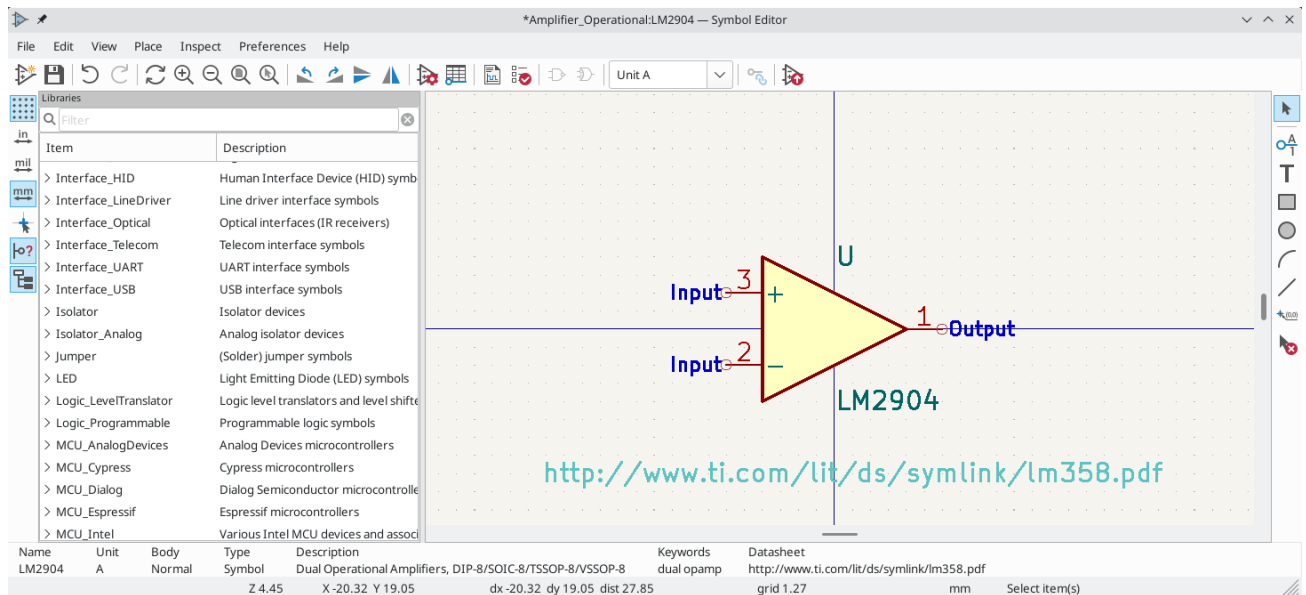 *Amplifier_Operational:LM2904 — Symbol Editor
File Edit View Place Inspect Preferences Help
Unit A
Libraries
Filter
Item Description
Interface_HID Human Interface Device (HID) symb
Interface_LineDriver Line driver interface symbols
Interface_Optical Optical interfaces (IR receivers)
Interface_Telecom Telecom interface symbols
Interface_UART UART interface symbols
Interface_USB USB interface symbols
Isolator Isolator devices
Isolator_Analog Analog isolator devices
Jumper (Solder) jumper symbols
LED Light Emitting Diode (LED) symbols
Logic_LevelTranslator Logic level translators and level shifte
Logic_Programmable Programmable logic symbols
MCU_AnalogDevices Analog Devices microcontrollers
MCU_Cypress Cypress microcontrollers
MCU_Dialog Dialog Semiconductor microcontrolle
MCU_Espressif Espressif microcontrollers
MCU_Intel Various Intel MCU devices and associ
in
mil
mm
U
Input 3 +
1 Output
Input 2 −
LM2904
http://www.ti.com/lit/ds/symlink/lm358.pdf
A
1
T
(0,0)
Name Unit Body Type Description Keywords Datasheet
LM2904 A Normal Symbol Dual Operational Amplifiers, DIP-8/SOIC-8/TSSOP-8/VSSOP-8 dual opamp http://www.ti.com/lit/ds/symlink/lm358.pdf
Z 4.45 X -20.32 Y 19.05 dx -20.32 dy 19.05 dist 27.85 grid 1.27 mm Select item(s)